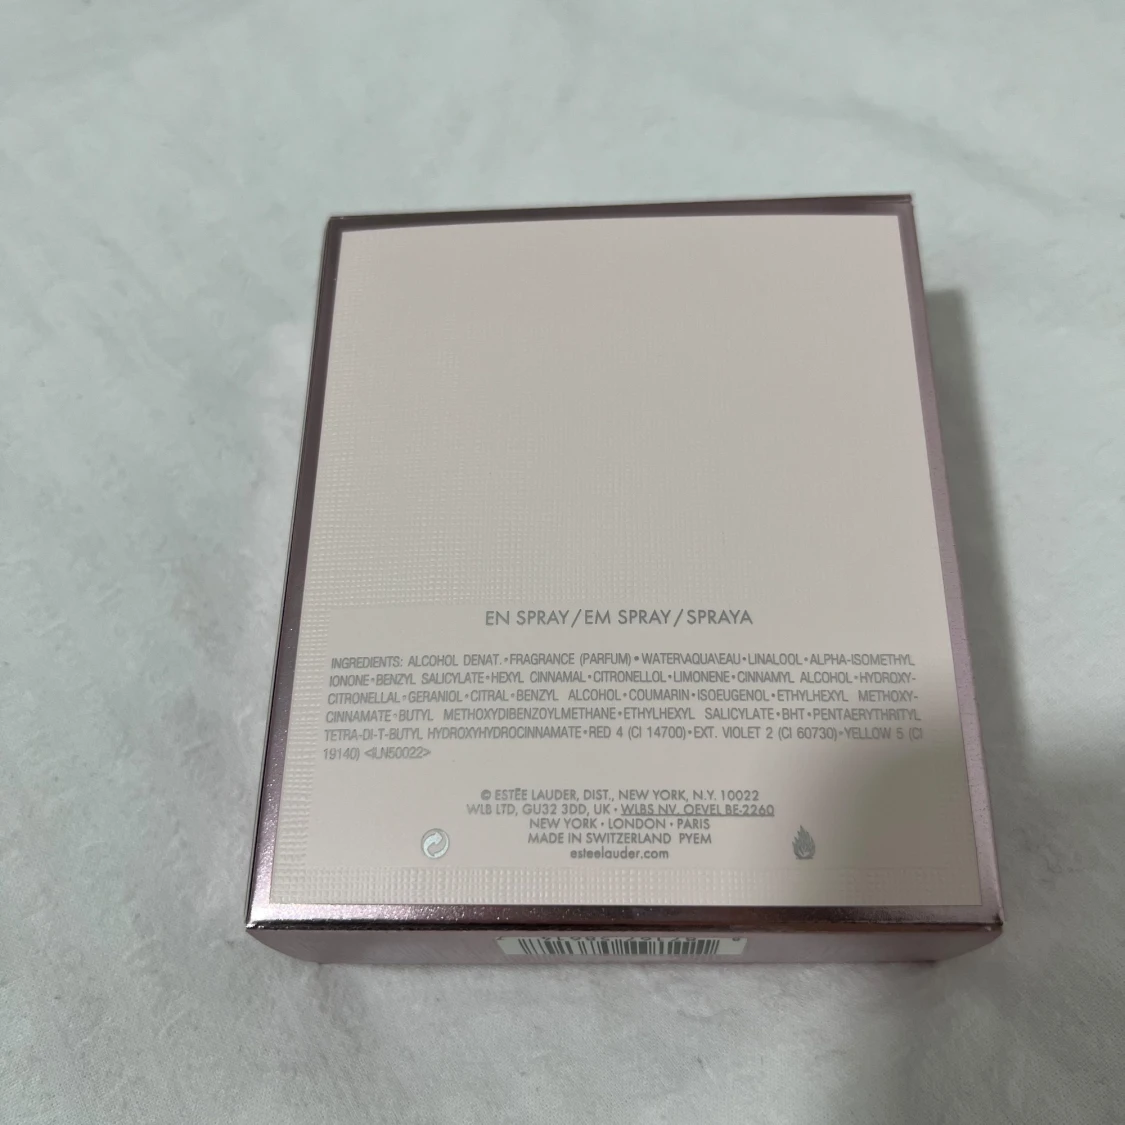 EN SPRAY/EM SPRAY/SPRAYA
INGREDIENTS: ALCOHOL DENAT.•FRAGRANCE (PARFUM)•WATER\AQUA\EAU•LINALOOL•ALPHA-ISOMETHYL
IONONE•BENZYL SALICYLATE•HEXYL CINNAMAL•CITRONELLOL•LIMONENE•CINNAMYL ALCOHOL•HYDROXY-
CITRONELLAL•GERANIOL•CITRAL•BENZYL ALCOHOL•COUMARIN•ISOEUGENOL•ETHYLHEXYL METHOXY-
CINNAMATE•BUTYL METHOXYDIBENZOYLMETHANE•ETHYLHEXYL SALICYLATE•BHT•PENTAERYTHRITYL
TETRA-DI-T-BUTYL HYDROXYHYDROCINNAMATE•RED 4 (CI 14700)•EXT. VIOLET 2 (CI 60730)•YELLOW 5 (CI
19140) <ILN50022>
© ESTĒE LAUDER, DIST., NEW YORK, N.Y. 10022
WLB LTD, GU32 3DD, UK • WLBS NV. OEVEL BE-2260
NEW YORK • LONDON • PARIS
MADE IN SWITZERLAND PYEM
esteelauder.com